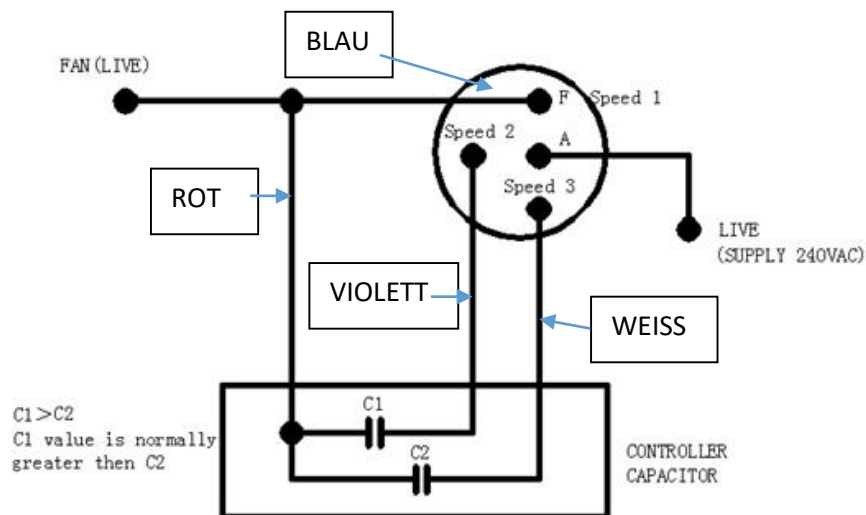 BLAU
FAN(LIVE)
F Speed 1
Speed 2
A
Speed 3
ROT
LIVE
(SUPPLY 240VAC)
VIOLETT
WEISS
C1>C2
C1 value is normally
greater then C2
C1
C2
CONTROLLER
CAPACITOR